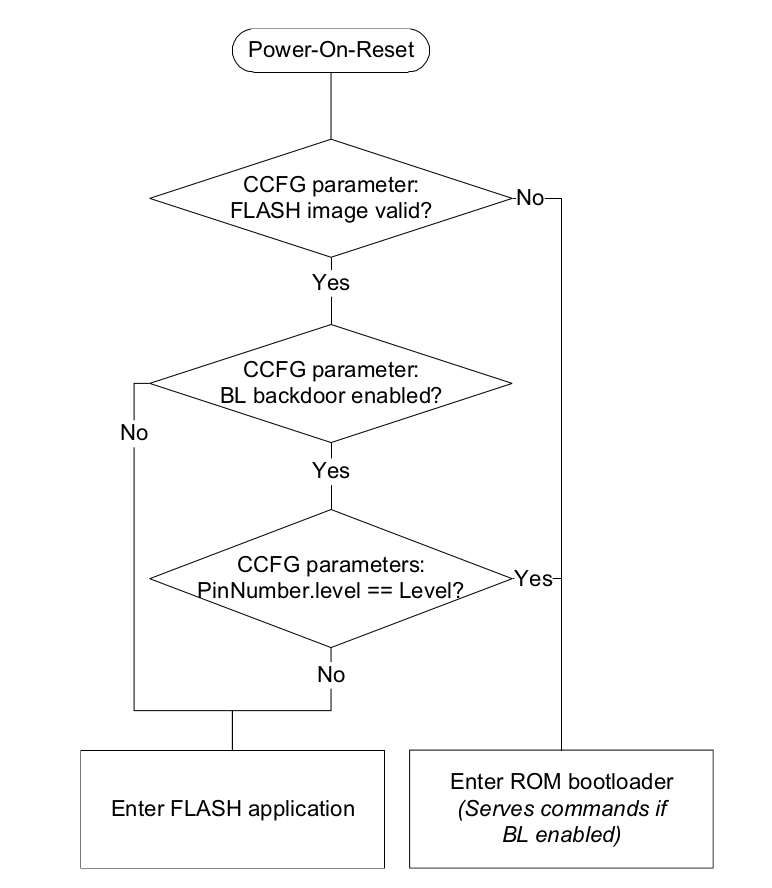 Power-On-Reset
CCFG parameter:
FLASH image valid?
No
Yes
CCFG parameter:
BL backdoor enabled?
No
Yes
CCFG parameters:
PinNumber.level == Level?
Yes
No
Enter FLASH application
Enter ROM bootloader
(Serves commands if
BL enabled)